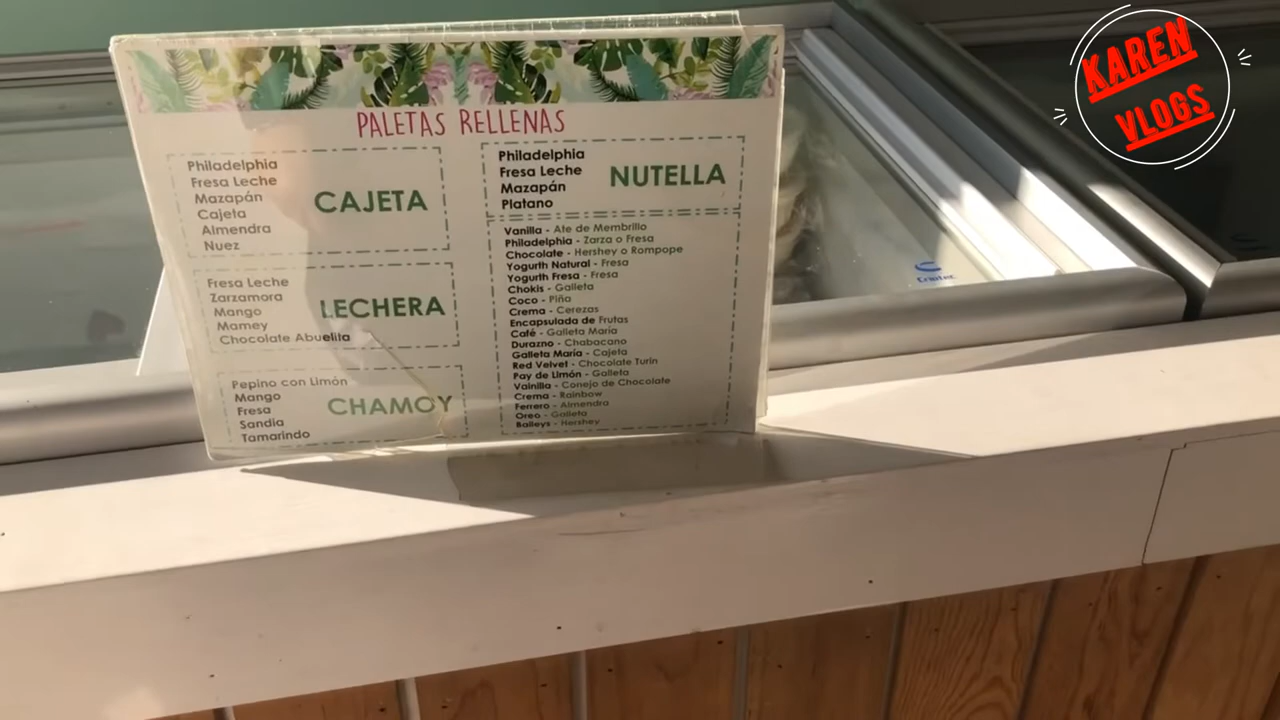 PALETAS RELLENAS
Philadelphia
Fresa Leche
Mazapán
Cajeta
Almendra
Nuez
CAJETA
Fresa Leche
Zarzamora
Mango
Mamey
Chocolate Abuelita
LECHERA
Pepino con Limón
Mango
Fresa
Sandia
Tamarindo
CHAMOY
Philadelphia
Fresa Leche
Mazapán
Platano
NUTELLA
Vanilla - Ate de Membrillo
Philadelphia - Zarza o Fresa
Chocolate - Hershey o Rompope
Yogurth Natural - Fresa
Yogurth Fresa - Fresa
Chokis - Galleta
Coco - Piña
Crema - Cerezas
Encapsulada de Frutas
Café - Galleta María
Durazno - Chabacano
Galleta María - Cajeta
Red Velvet - Chocolate Turin
Pay de Limón - Galleta
Vainilla - Conejo de Chocolate
Crema - Rainbow
Ferrero - Almendra
Oreo - Galleta
Baileys - Hershey
KAREN
VLOGS